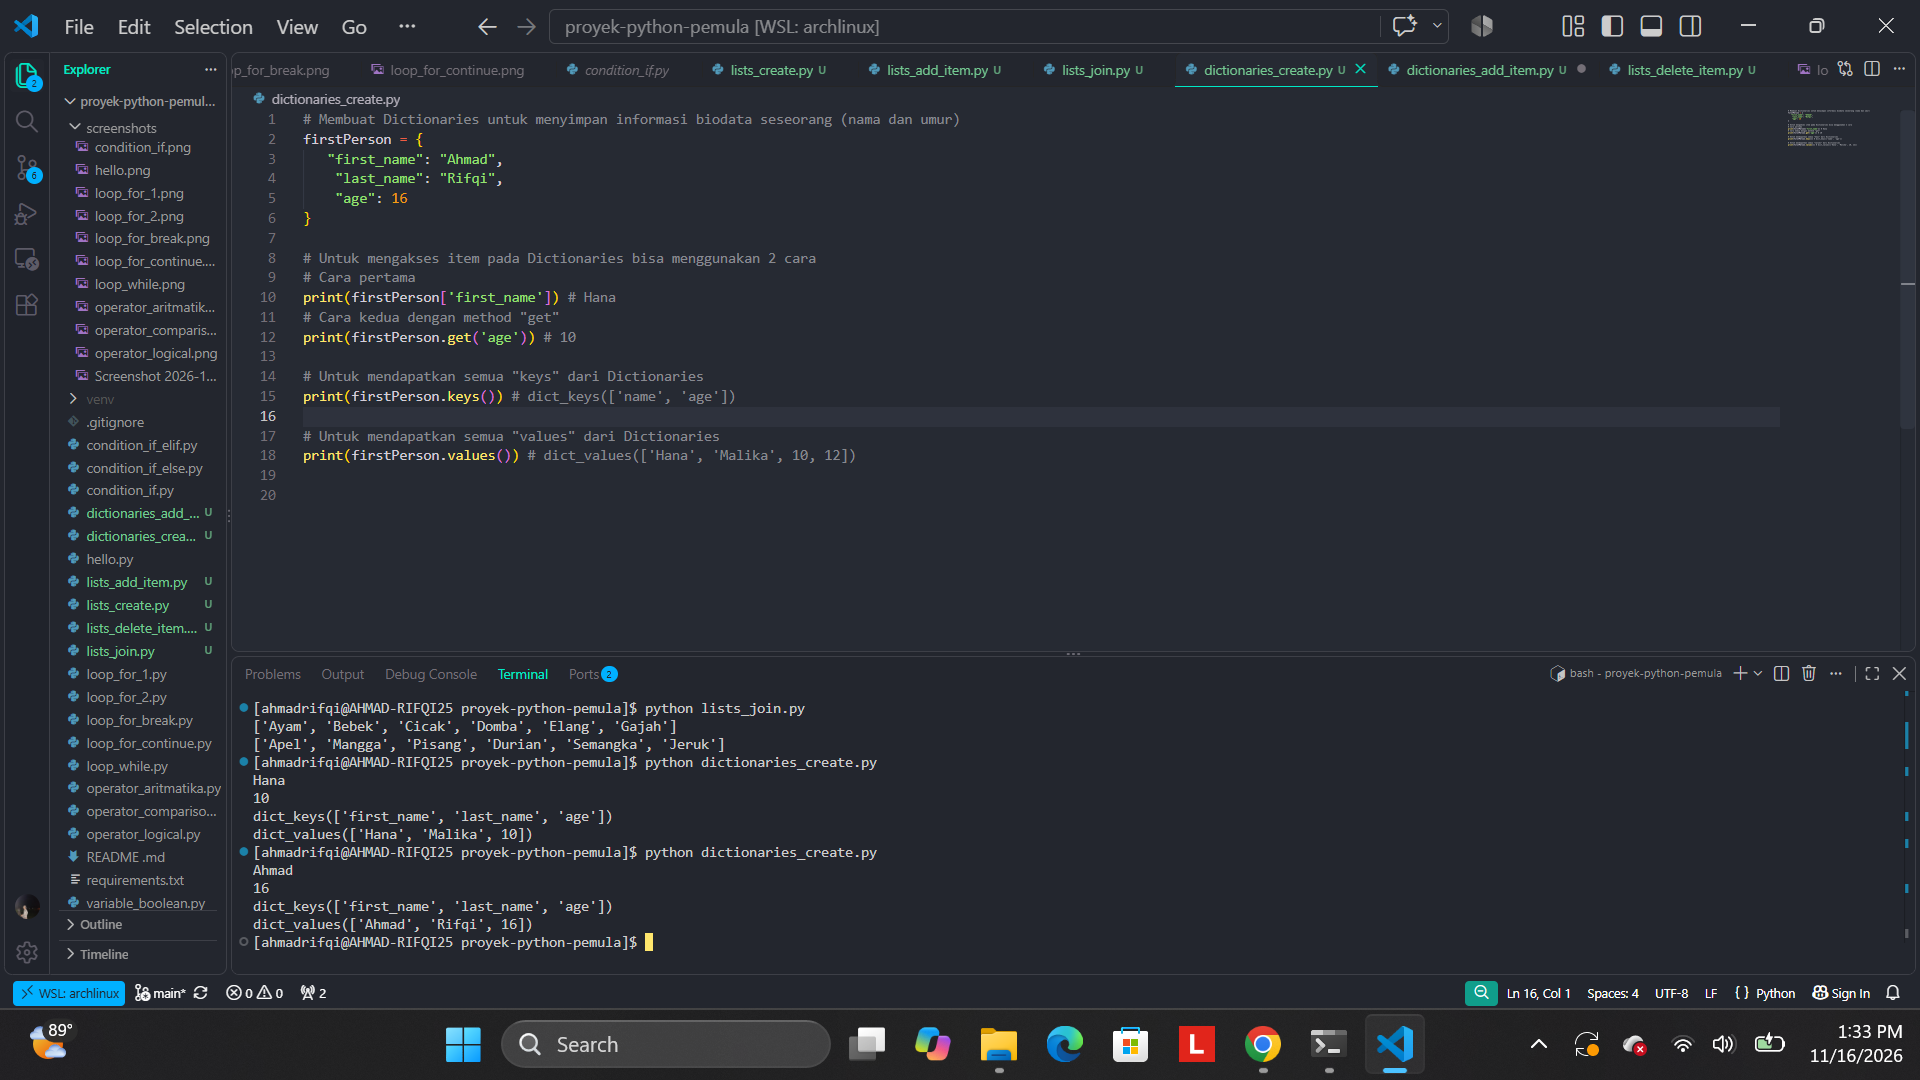 File Edit Selection View Go ··· proyek-python-pemula [WSL: archlinux]
Explorer ···
op_for_break.png loop_for_continue.png condition_if.py lists_create.py U lists_add_item.py U lists_join.py U dictionaries_create.py U dictionaries_add_item.py U lists_delete_item.py U lo
proyek-python-pemul...
screenshots
condition_if.png
hello.png
loop_for_1.png
loop_for_2.png
loop_for_break.png
loop_for_continue....
loop_while.png
operator_aritmatik...
operator_comparis...
operator_logical.png
Screenshot 2026-1...
venv
.gitignore
condition_if_elif.py
condition_if_else.py
condition_if.py
dictionaries_add_... U
dictionaries_crea... U
hello.py
lists_add_item.py U
lists_create.py U
lists_delete_item.... U
lists_join.py U
loop_for_1.py
loop_for_2.py
loop_for_break.py
loop_for_continue.py
loop_while.py
operator_aritmatika.py
operator_compariso...
operator_logical.py
README .md
requirements.txt
variable_boolean.py
Outline
Timeline
2
6
dictionaries_create.py
1 # Membuat Dictionaries untuk menyimpan informasi biodata seseorang (nama dan umur)
2 firstPerson = {
3 "first_name": "Ahmad",
4 "last_name": "Rifqi",
5 "age": 16
6 }
7
8 # Untuk mengakses item pada Dictionaries bisa menggunakan 2 cara
9 # Cara pertama
10 print(firstPerson['first_name']) # Hana
11 # Cara kedua dengan method "get"
12 print(firstPerson.get('age')) # 10
13
14 # Untuk mendapatkan semua "keys" dari Dictionaries
15 print(firstPerson.keys()) # dict_keys(['name', 'age'])
16
17 # Untuk mendapatkan semua "values" dari Dictionaries
18 print(firstPerson.values()) # dict_values(['Hana', 'Malika', 10, 12])
19
20
Problems Output Debug Console Terminal Ports 2 bash - proyek-python-pemula
[ahmadrifqi@AHMAD-RIFQI25 proyek-python-pemula]$ python lists_join.py
['Ayam', 'Bebek', 'Cicak', 'Domba', 'Elang', 'Gajah']
['Apel', 'Mangga', 'Pisang', 'Durian', 'Semangka', 'Jeruk']
[ahmadrifqi@AHMAD-RIFQI25 proyek-python-pemula]$ python dictionaries_create.py
Hana
10
dict_keys(['first_name', 'last_name', 'age'])
dict_values(['Hana', 'Malika', 10])
[ahmadrifqi@AHMAD-RIFQI25 proyek-python-pemula]$ python dictionaries_create.py
Ahmad
16
dict_keys(['first_name', 'last_name', 'age'])
dict_values(['Ahmad', 'Rifqi', 16])
[ahmadrifqi@AHMAD-RIFQI25 proyek-python-pemula]$
WSL: archlinux main* 0 0 2 Ln 16, Col 1 Spaces: 4 UTF-8 LF { } Python Sign In
89° Search L 1:33 PM
11/16/2026